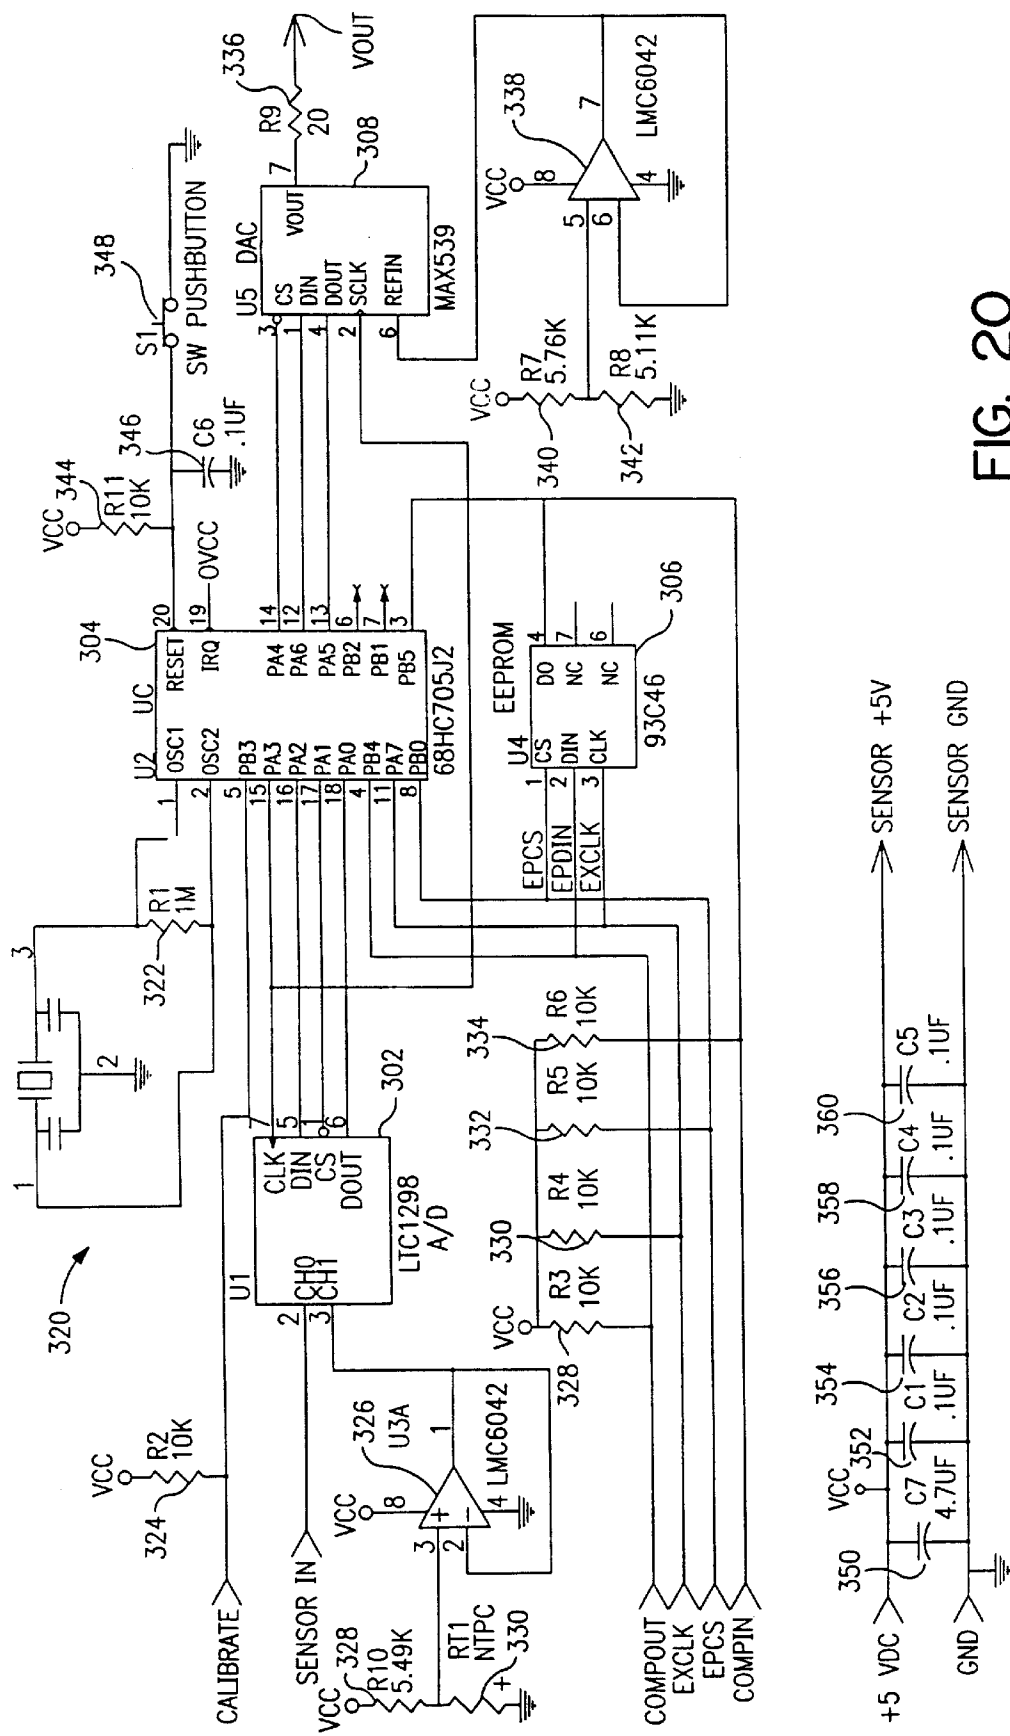 320
1
2
3
322
R1
1M
VCC
R2
10K
324
CALIBRATE
SENSOR IN
U1
2
CH0
3
CH1
CLK
DIN
CS
DOUT
5
1
6
302
LTC1298
A/D
U2
UC
304
1
OSC1
2
OSC2
5
PB3
15
PA3
16
PA2
17
PA1
18
PA0
4
PB4
11
PA7
8
PB0
RESET
20
IRQ
19
OVCC
PA4
14
PA6
12
PA5
13
PB2
6
PB1
7
PB5
3
68HC705J2
VCC
344
R11
10K
346
C6
.1UF
S1
348
SW PUSHBUTTON
U5
DAC
3
CS
1
DIN
4
DOUT
2
SCLK
6
REFIN
VOUT
7
308
MAX539
R9
20
336
VOUT
VCC
328
R10
5.49K
RT1
NTPC
330
+
VCC
326
U3A
8
3
+
2
-
4
1
LMC6042
VCC
328
R3
10K
330
R4
10K
332
R5
10K
334
R6
10K
EPCS
EPDIN
EXCLK
U4
EEPROM
1
CS
2
DIN
3
CLK
DO
4
NC
7
NC
6
306
93C46
VCC
340
R7
5.76K
342
R8
5.11K
VCC
338
8
5
6
4
7
LMC6042
COMPOUT
EXCLK
EPCS
COMPIN
+5 VDC
GND
VCC
350
C7
4.7UF
352
C1
.1UF
354
C2
.1UF
356
C3
.1UF
358
C4
.1UF
360
C5
.1UF
SENSOR +5V
SENSOR GND
FIG. 20